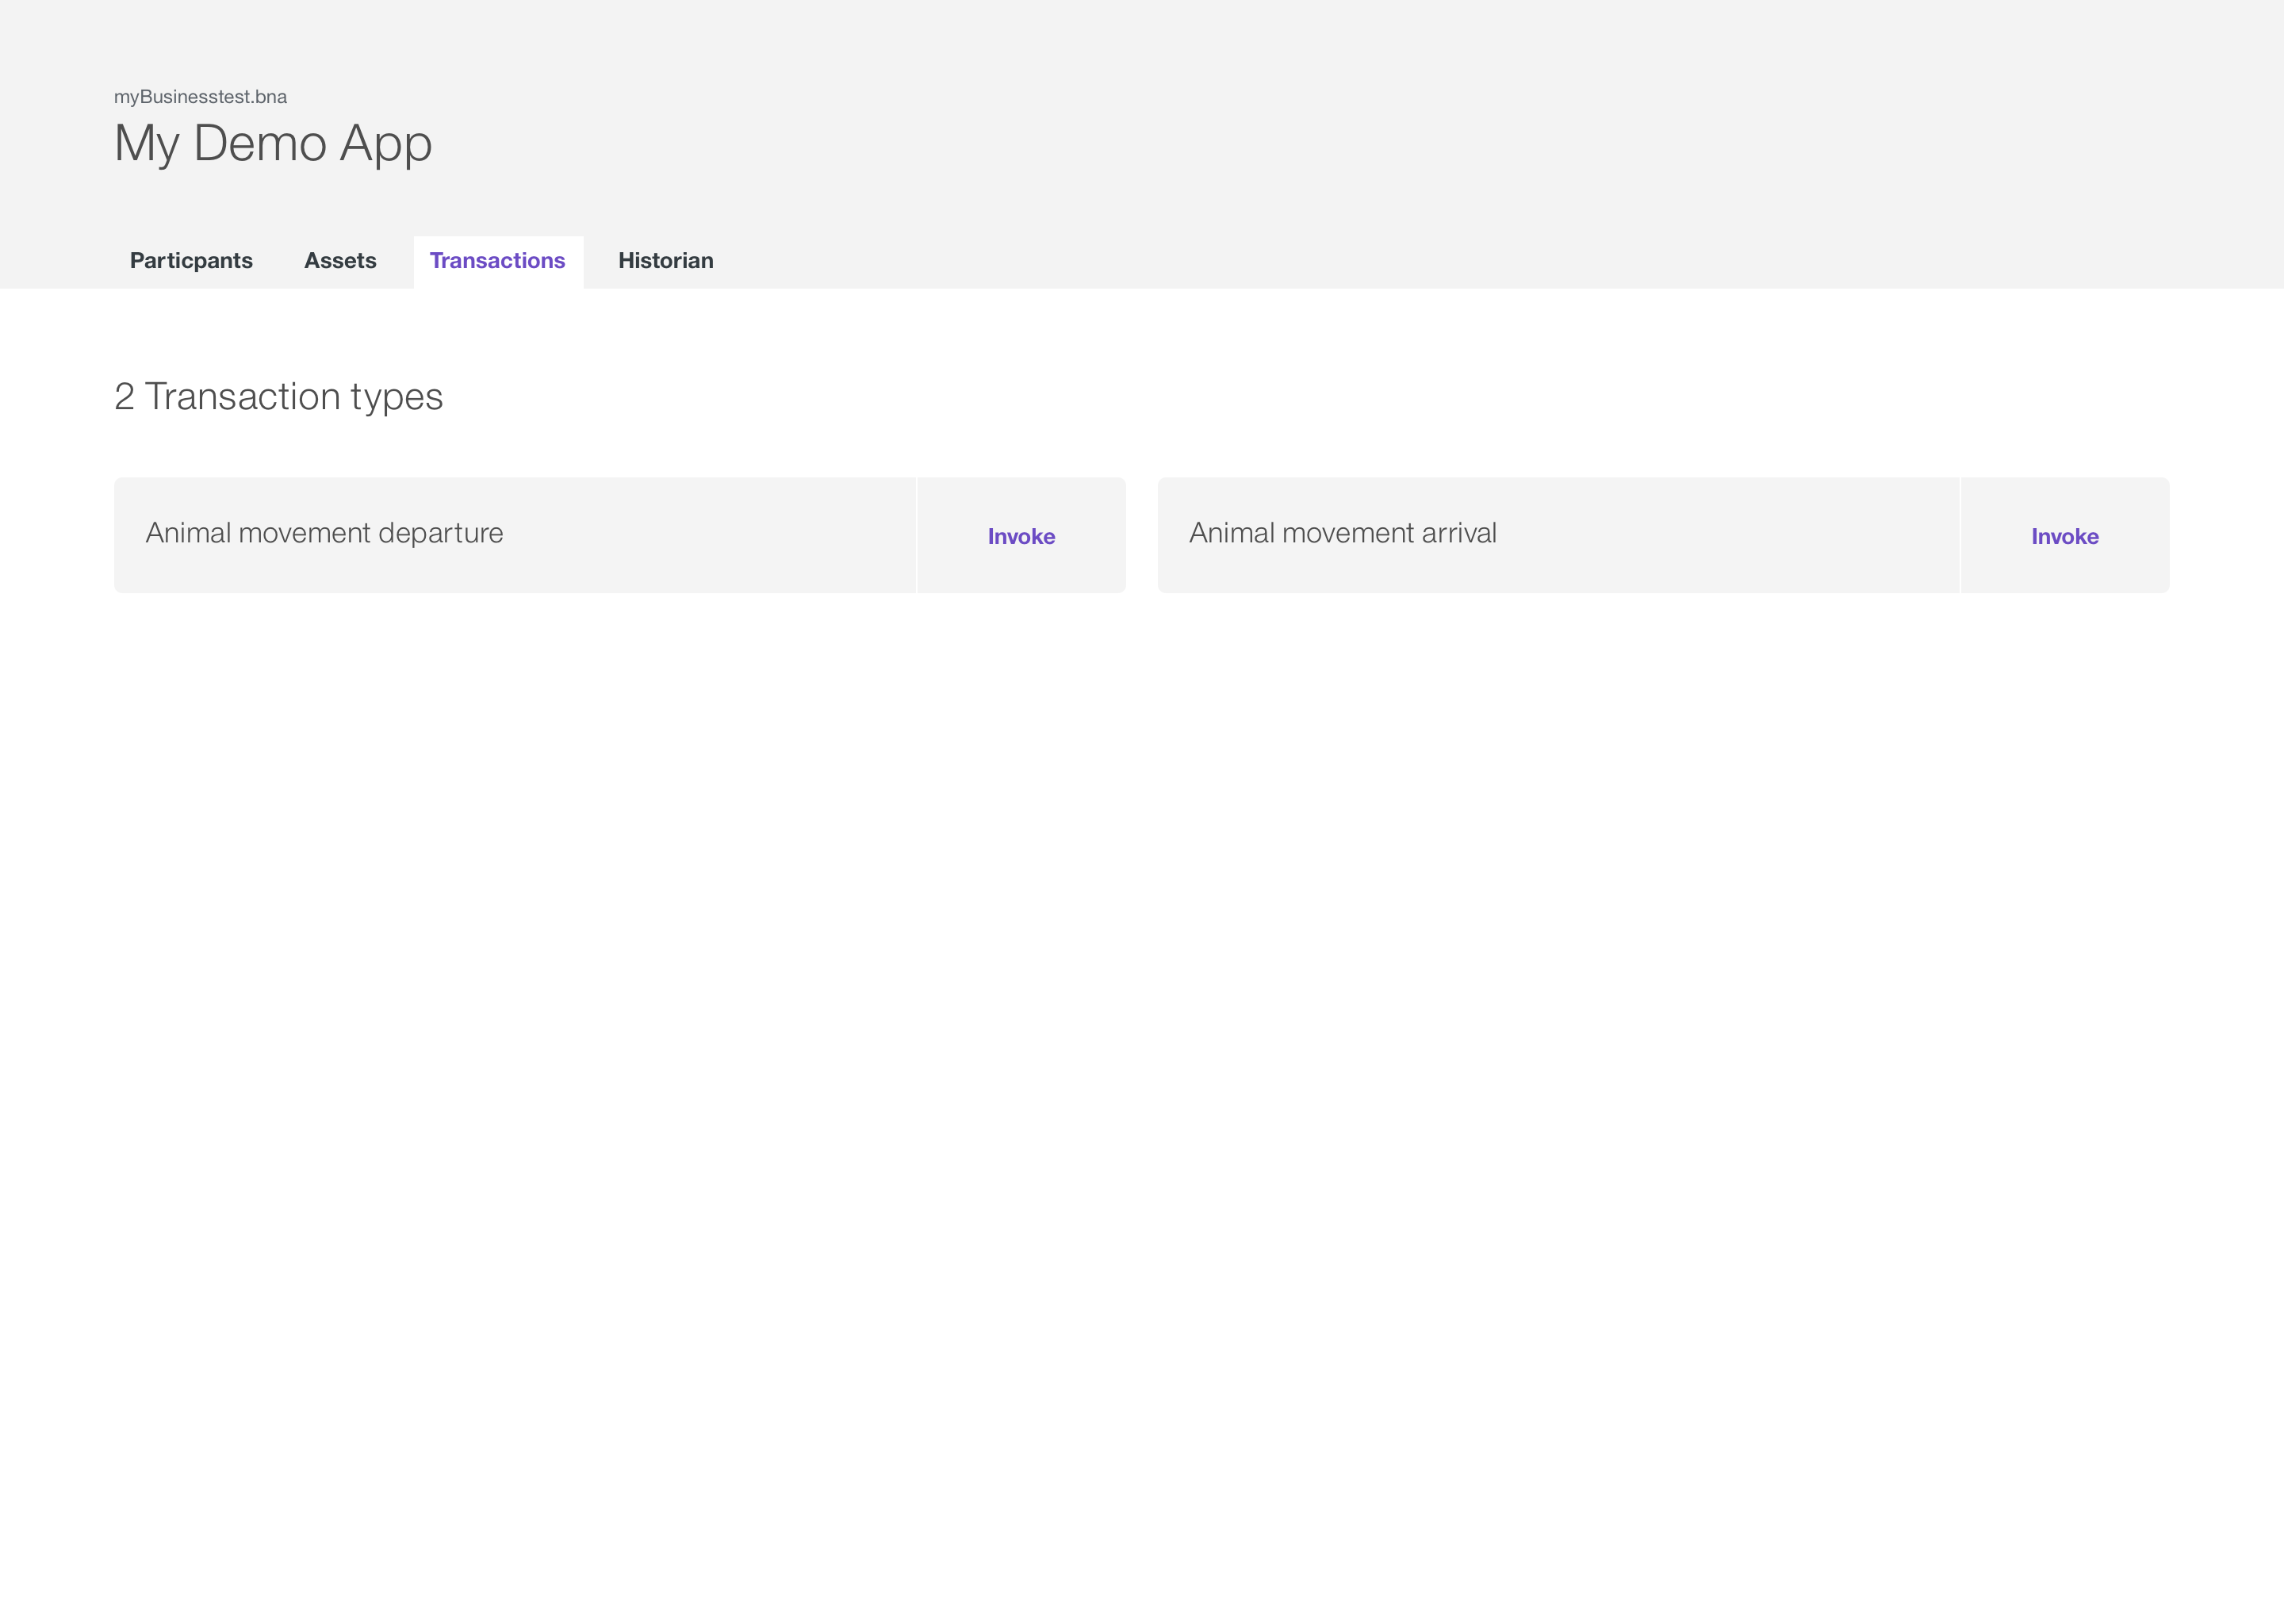 myBusinesstest.bna
My Demo App
Particpants Assets Transactions Historian
2 Transaction types
Animal movement departure Invoke Animal movement arrival Invoke